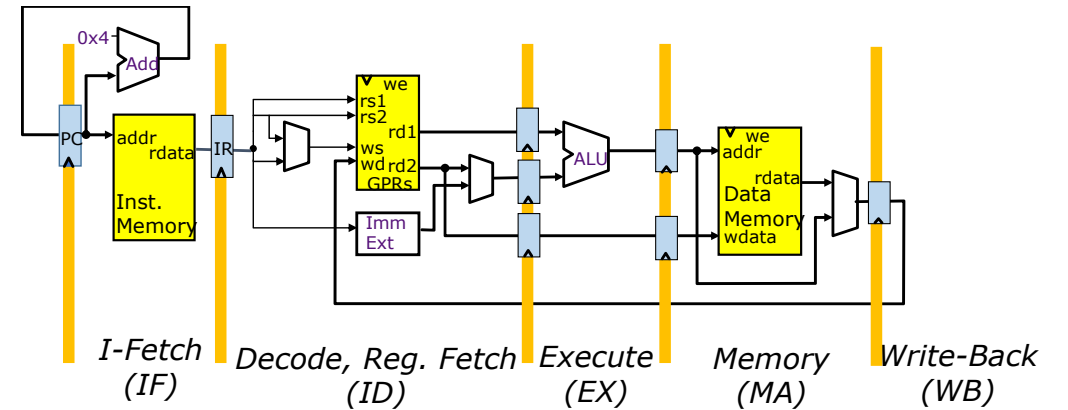 0x4
Add
PC
addr
rdata
Inst.
Memory
IR
we
rs1
rs2
rd1
ws
wd rd2
GPRs
Imm
Ext
ALU
we
addr
rdata
Data
Memory
wdata
I-Fetch
(IF)
Decode, Reg. Fetch
(ID)
Execute
(EX)
Memory
(MA)
Write-Back
(WB)